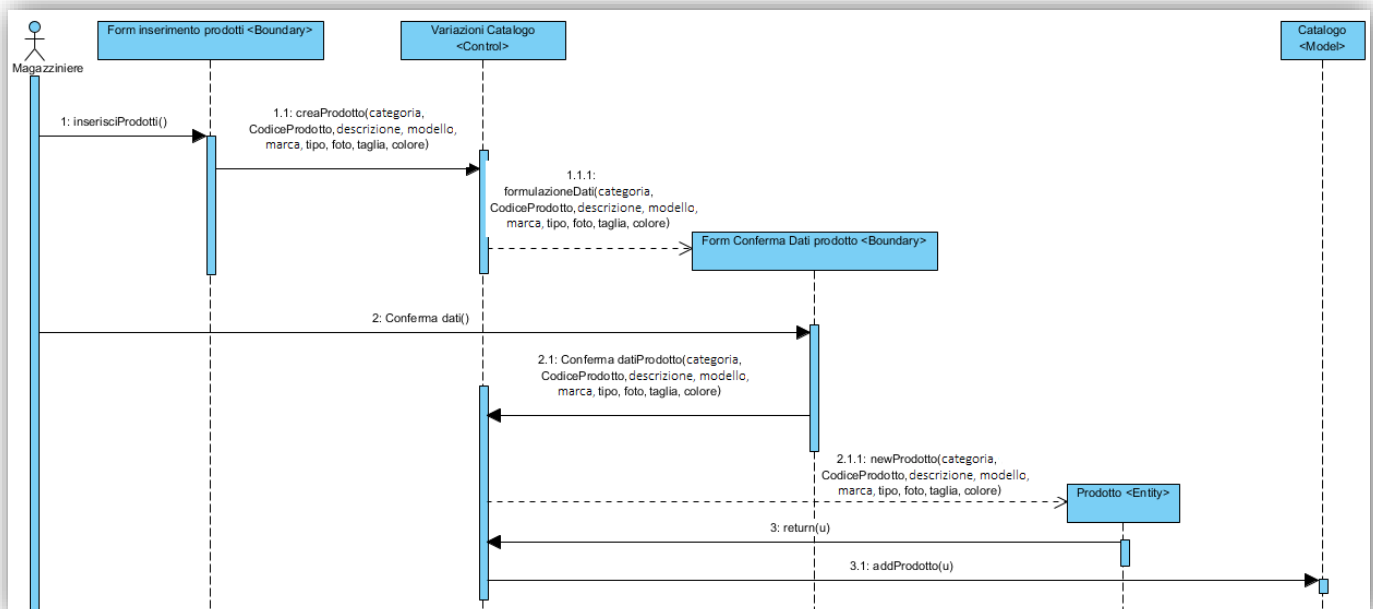 Form inserimento prodotti <Boundary>
Variazioni Catalogo
<Control>
Catalogo
<Model>
Magazziniere
1: inserisciProdotti()
1.1: creaProdotto(categoria,
CodiceProdotto, descrizione, modello,
marca, tipo, foto, taglia, colore)
1.1.1:
formulazioneDati(categoria,
CodiceProdotto, descrizione, modello,
marca, tipo, foto, taglia, colore)
Form Conferma Dati prodotto <Boundary>
2: Conferma dati()
2.1: Conferma datiProdotto(categoria,
CodiceProdotto, descrizione, modello,
marca, tipo, foto, taglia, colore)
2.1.1: newProdotto(categoria,
CodiceProdotto, descrizione, modello,
marca, tipo, foto, taglia, colore)
Prodotto <Entity>
3: return(u)
3.1: addProdotto(u)